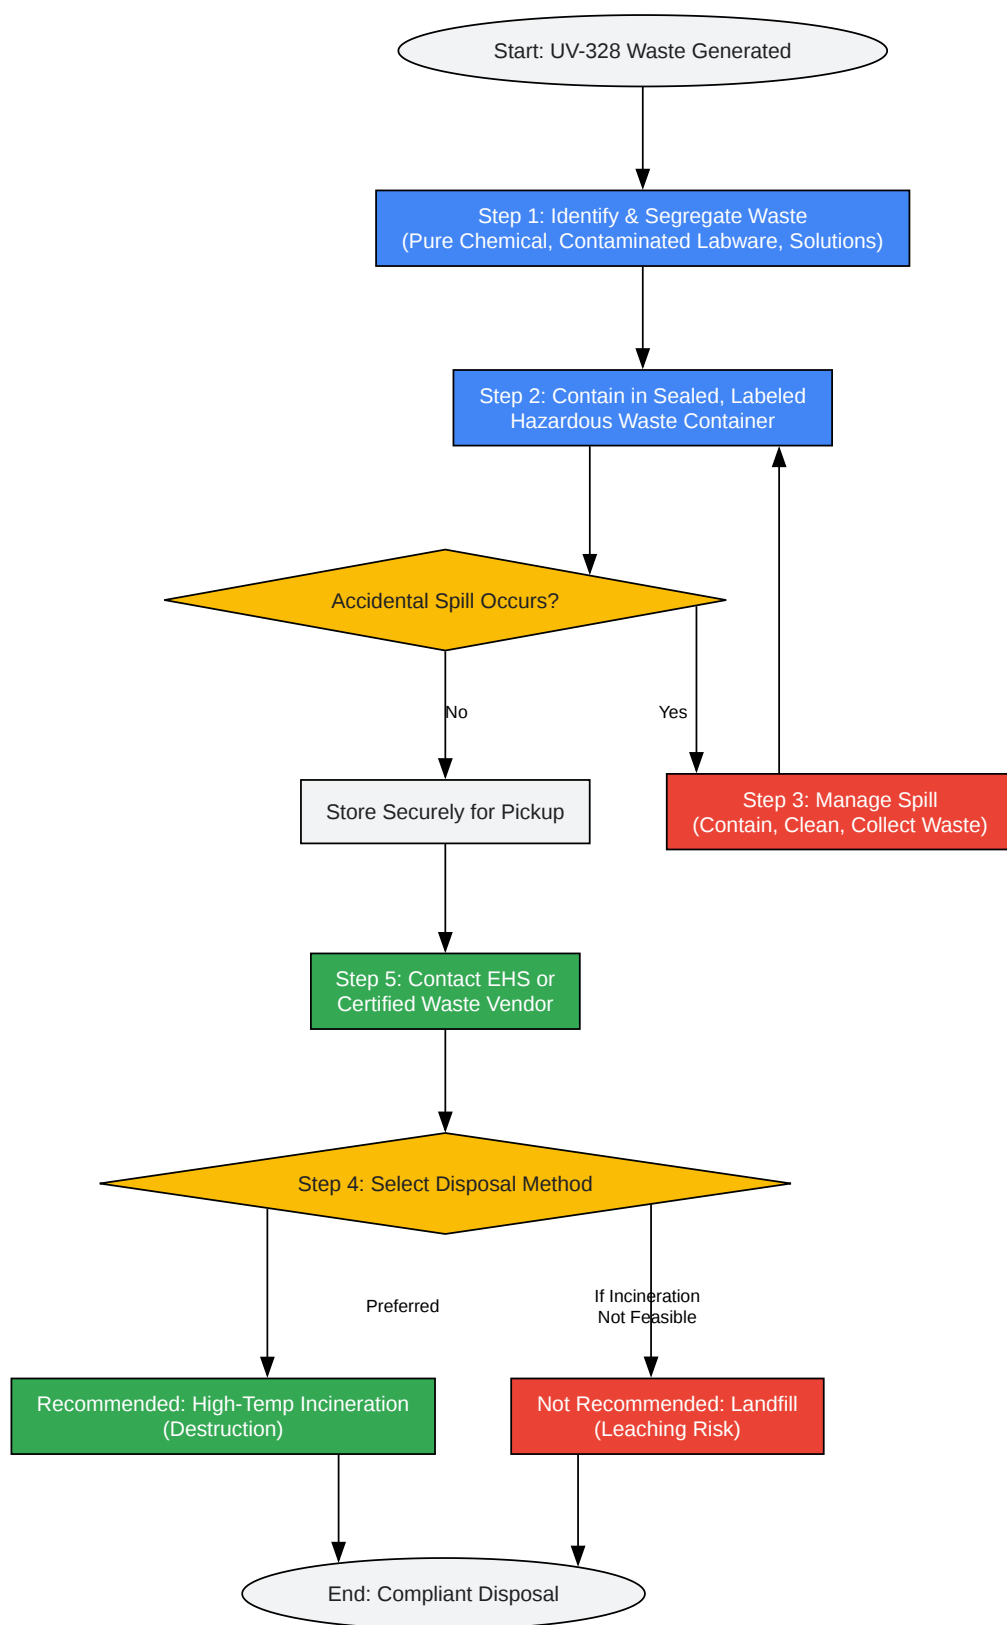 Start: UV-328 Waste Generated
Step 1: Identify & Segregate Waste
(Pure Chemical, Contaminated Labware, Solutions)
Step 2: Contain in Sealed, Labeled
Hazardous Waste Container
Accidental Spill Occurs?
No
Yes
Store Securely for Pickup
Step 3: Manage Spill
(Contain, Clean, Collect Waste)
Step 5: Contact EHS or
Certified Waste Vendor
Step 4: Select Disposal Method
Preferred
If Incineration
Not Feasible
Recommended: High-Temp Incineration
(Destruction)
Not Recommended: Landfill
(Leaching Risk)
End: Compliant Disposal